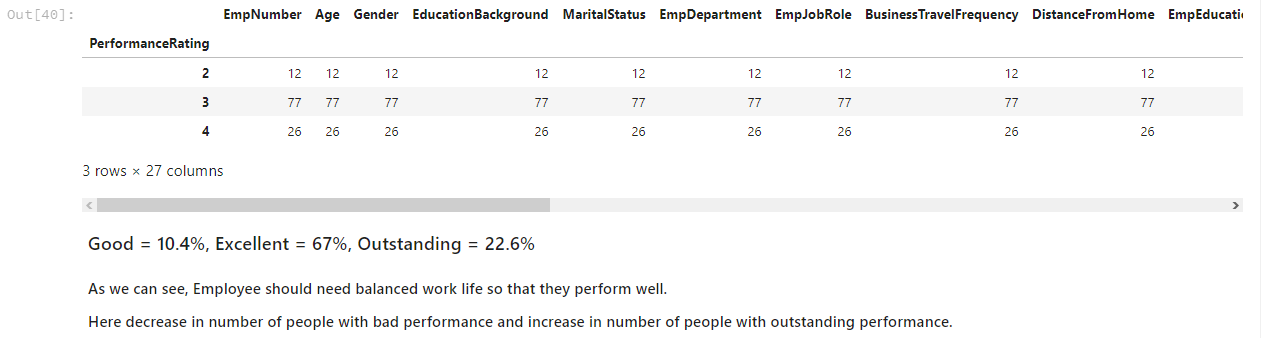 Out[40]:
EmpNumber Age Gender EducationBackground MaritalStatus EmpDepartment EmpJobRole BusinessTravelFrequency DistanceFromHome
PerformanceRating
2 12 12 12 12 12 12 12 12 12
3 77 77 77 77 77 77 77 77 77
4 26 26 26 26 26 26 26 26 26
3 rows × 27 columns
Good = 10.4%, Excellent = 67%, Outstanding = 22.6%
As we can see, Employee should need balanced work life so that they perform well.
Here decrease in number of people with bad performance and increase in number of people with outstanding performance.